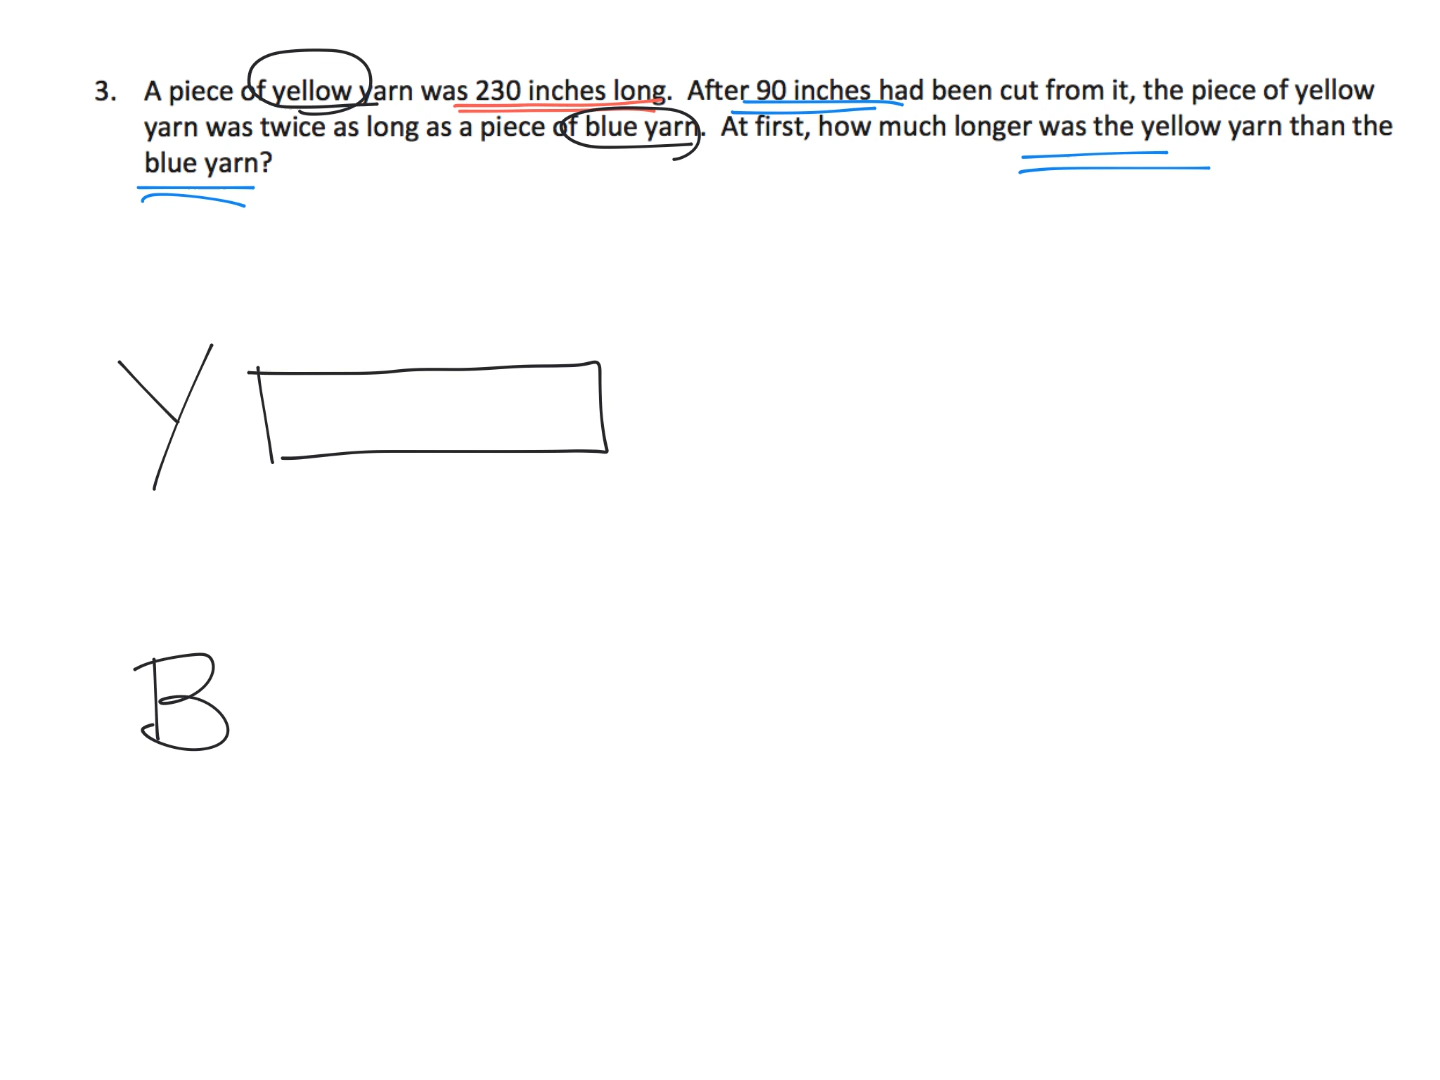 3. A piece of yellow yarn was 230 inches long. After 90 inches had been cut from it, the piece of yellow
yarn was twice as long as a piece of blue yarn. At first, how much longer was the yellow yarn than the
blue yarn?
Y
B